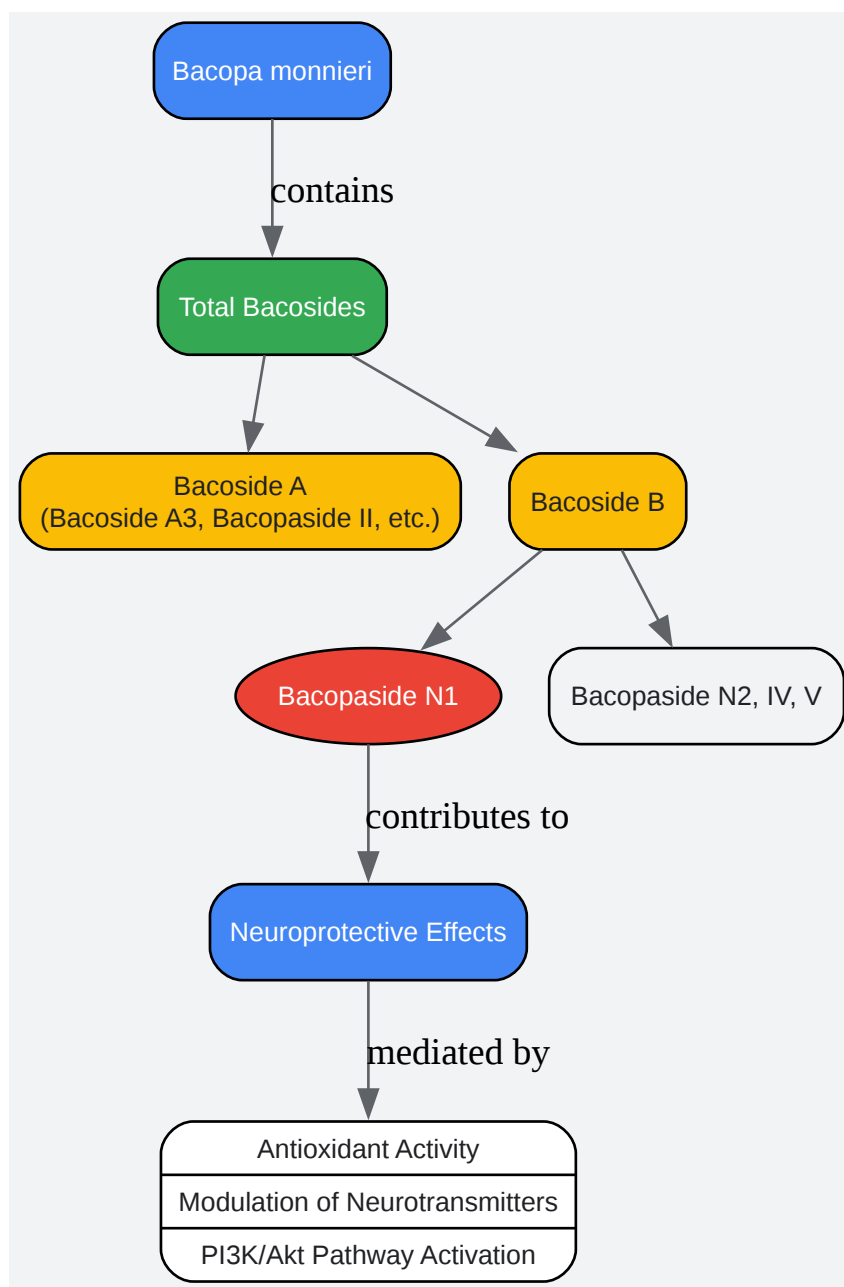 Bacopa monnieri
contains
Total Bacosides
Bacoside A
(Bacoside A3, Bacopaside II, etc.)
Bacoside B
Bacopaside N1
Bacopaside N2, IV, V
contributes to
Neuroprotective Effects
mediated by
Antioxidant Activity
Modulation of Neurotransmitters
PI3K/Akt Pathway Activation